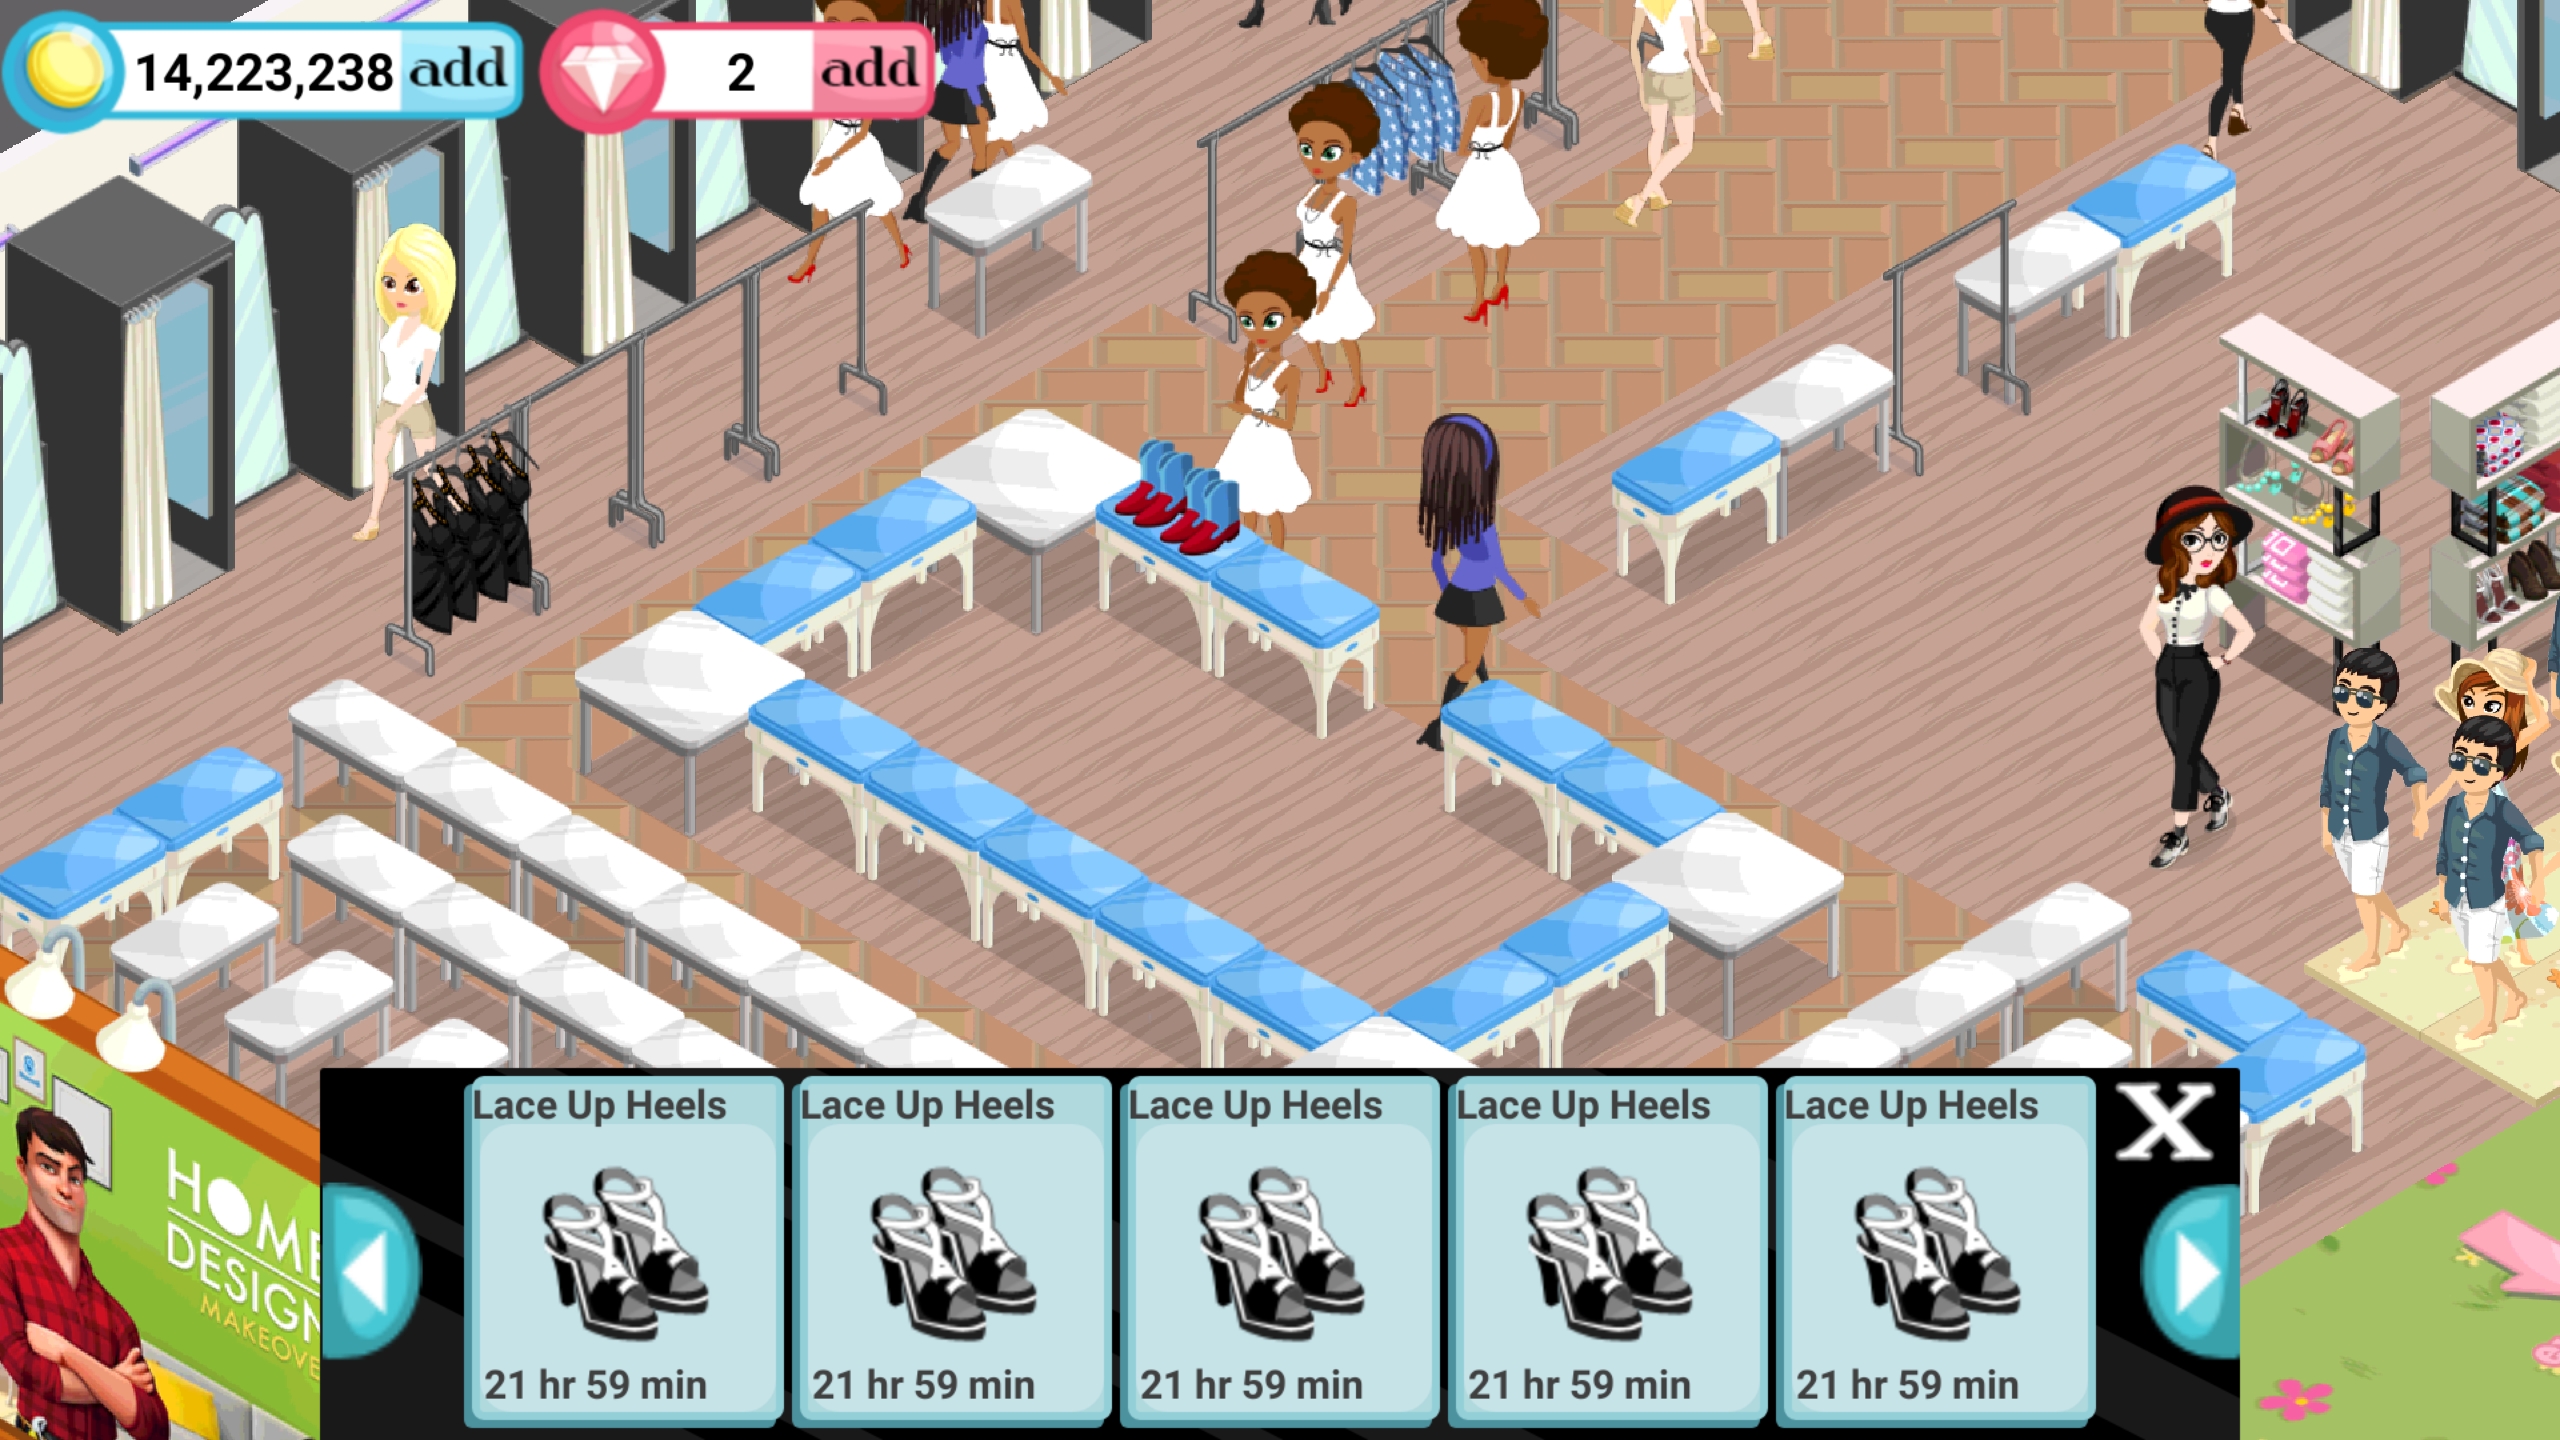 14,223,238 add
2 add
HOME
DESIGN
MAKEOVE
Lace Up Heels
21 hr 59 min
Lace Up Heels
21 hr 59 min
Lace Up Heels
21 hr 59 min
Lace Up Heels
21 hr 59 min
Lace Up Heels
21 hr 59 min
X